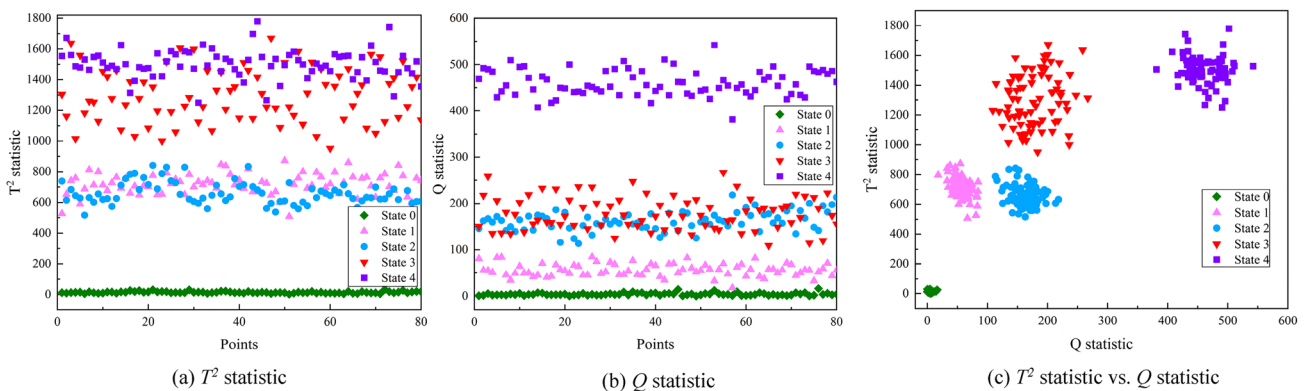 1800
1600
1400
1200
1000
800
600
400
200
0
T² statistic
0
20
40
60
80
Points
State 0
State 1
State 2
State 3
State 4
(a) T² statistic
600
500
400
300
200
100
0
Q statistic
0
20
40
60
80
Points
State 0
State 1
State 2
State 3
State 4
(b) Q statistic
1800
1600
1400
1200
1000
800
600
400
200
0
T² statistic
0
100
200
300
400
500
600
Q statistic
State 0
State 1
State 2
State 3
State 4
(c) T² statistic vs. Q statistic